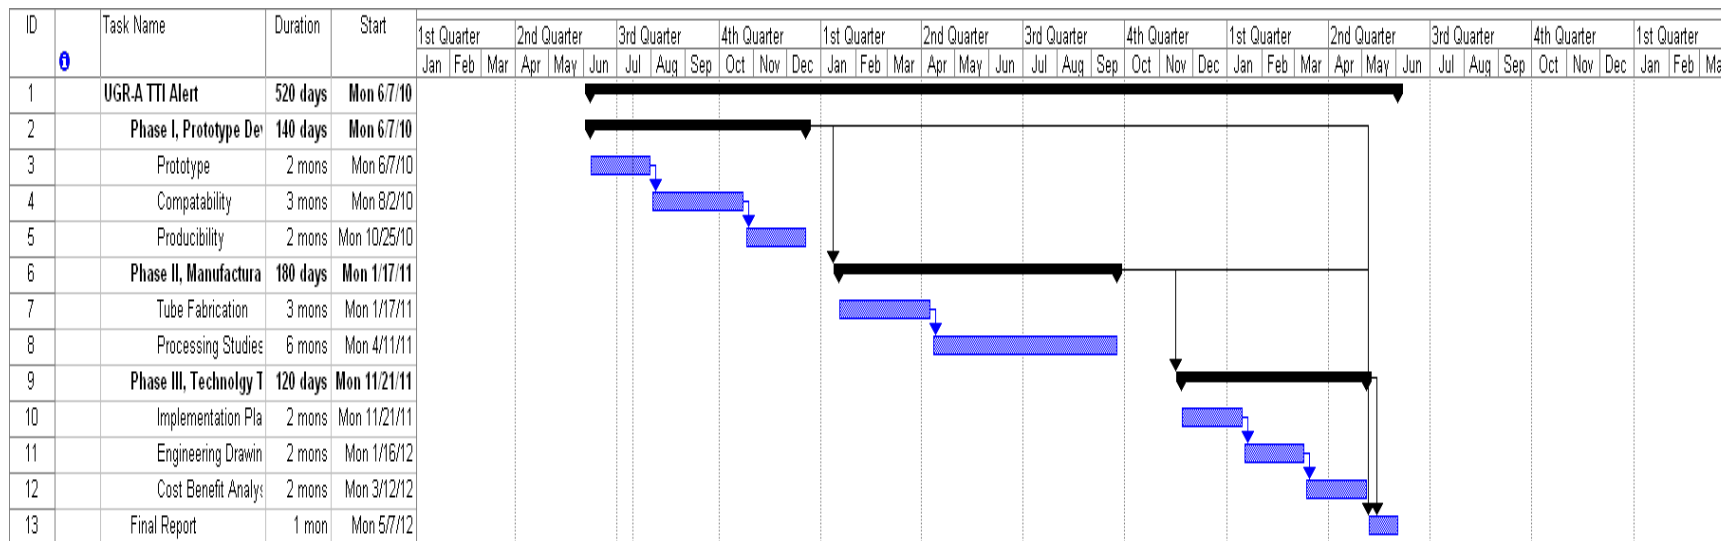 ID Task Name Duration Start
1st Quarter 2nd Quarter 3rd Quarter 4th Quarter 1st Quarter 2nd Quarter 3rd Quarter 4th Quarter 1st Quarter 2nd Quarter 3rd Quarter 4th Quarter 1st Quarter
Jan Feb Mar Apr May Jun Jul Aug Sep Oct Nov Dec Jan Feb Mar Apr May Jun Jul Aug Sep Oct Nov Dec Jan Feb Mar Apr May Jun Jul Aug Sep Oct Nov Dec Jan Feb Ma
1 UGR-A TTI Alert 520 days Mon 6/7/10
2 Phase I, Prototype De 140 days Mon 6/7/10
3 Prototype 2 mons Mon 6/7/10
4 Compatability 3 mons Mon 8/2/10
5 Producibility 2 mons Mon 10/25/10
6 Phase II, Manufactura 180 days Mon 1/17/11
7 Tube Fabrication 3 mons Mon 1/17/11
8 Processing Studies 6 mons Mon 4/11/11
9 Phase III, Technolgy T 120 days Mon 11/21/11
10 Implementation Pla 2 mons Mon 11/21/11
11 Engineering Drawin 2 mons Mon 1/16/12
12 Cost Benefit Analys 2 mons Mon 3/12/12
13 Final Report 1 mon Mon 5/7/12